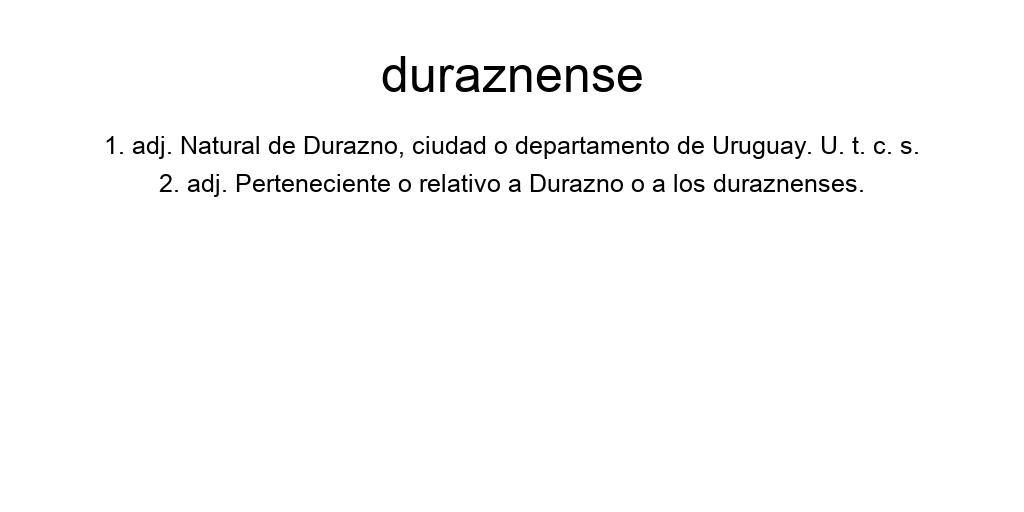 duraznense
1. adj. Natural de Durazno, ciudad o departamento de Uruguay. U. t. c. s.
2. adj. Perteneciente o relativo a Durazno o a los duraznenses.